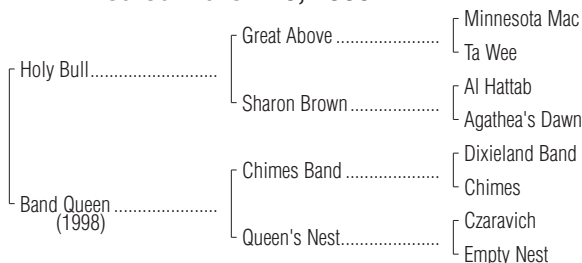 Minnesota Mac
Great Above
Ta Wee
Holy Bull
Al Hattab
Sharon Brown
Agathea's Dawn
Dixieland Band
Chimes Band
Chimes
Band Queen
(1998)
Czaravich
Queen's Nest
Empty Nest